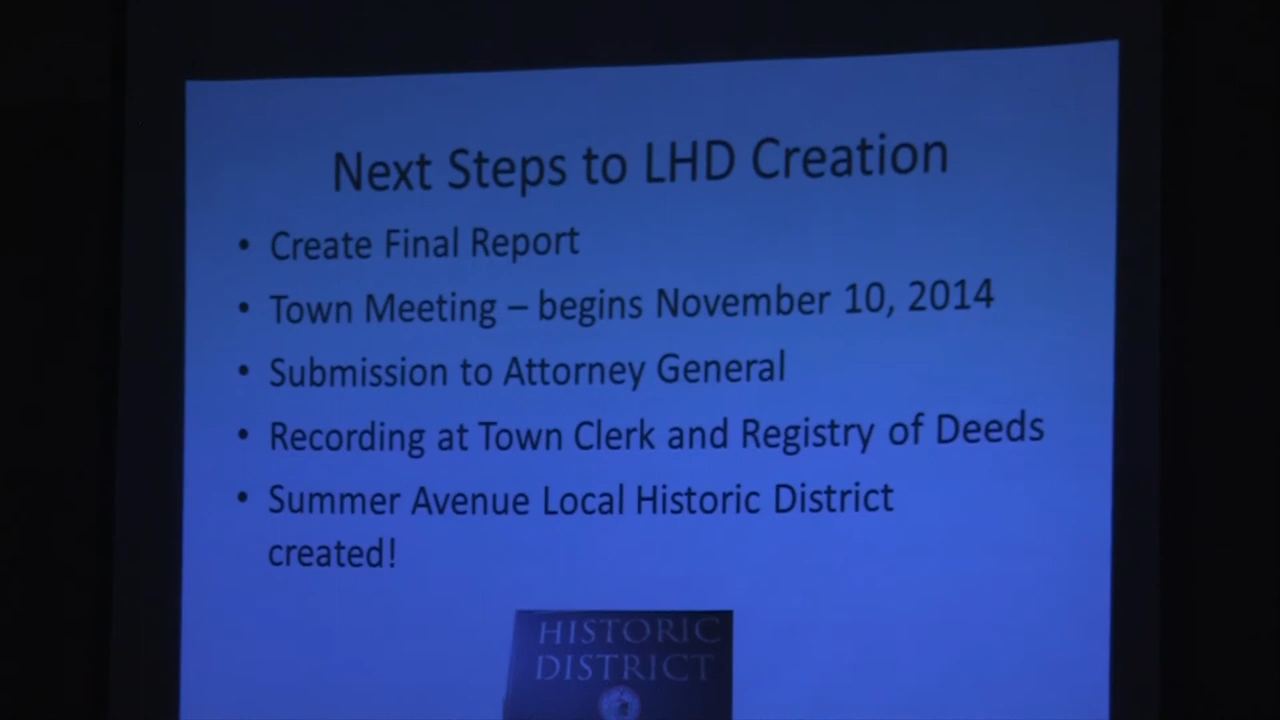 Next Steps to LHD Creation
• Create Final Report
• Town Meeting – begins November 10, 2014
• Submission to Attorney General
• Recording at Town Clerk and Registry of Deeds
• Summer Avenue Local Historic District
created!
HISTORIC
DISTRICT